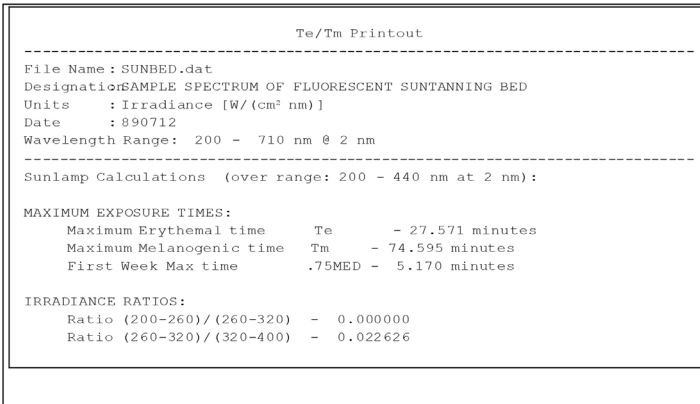 Te/Tm Printout
File Name : SUNBED.dat
Designation: SAMPLE SPECTRUM OF FLUORESCENT SUNTANNING BED
Units : Irradiance [W/(cm² nm)]
Date : 890712
Wavelength Range: 200 - 710 nm @ 2 nm
Sunlamp Calculations (over range: 200 - 440 nm at 2 nm):
MAXIMUM EXPOSURE TIMES:
Maximum Erythemal time Te - 27.571 minutes
Maximum Melanogenic time Tm - 74.595 minutes
First Week Max time .75MED - 5.170 minutes
IRRADIANCE RATIOS:
Ratio (200-260)/(260-320) - 0.000000
Ratio (260-320)/(320-400) - 0.022626